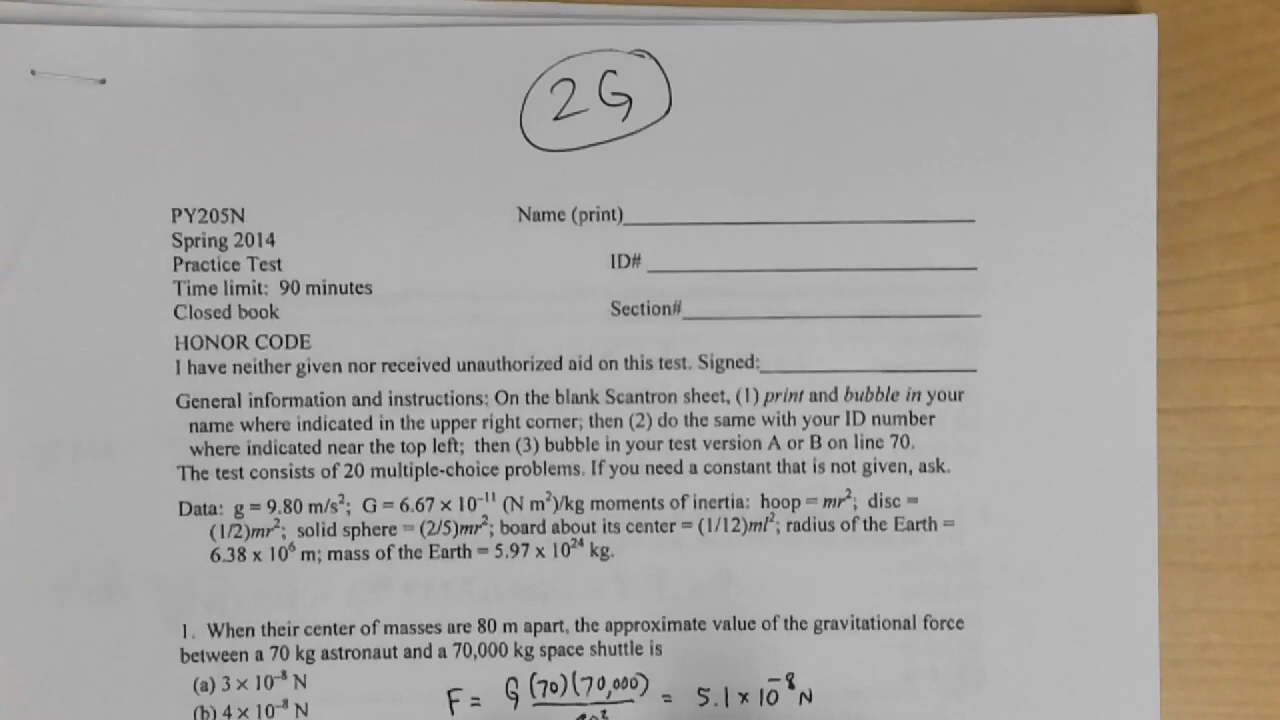 2G
PY205N
Name (print)
Spring 2014
Practice Test
ID#
Time limit: 90 minutes
Closed book
Section#
HONOR CODE
I have neither given nor received unauthorized aid on this test. Signed:
General information and instructions: On the blank Scantron sheet, (1) print and bubble in your
name where indicated in the upper right corner; then (2) do the same with your ID number
where indicated near the top left; then (3) bubble in your test version A or B on line 70.
The test consists of 20 multiple-choice problems. If you need a constant that is not given, ask.
Data: g = 9.80 m/s²; G = 6.67 × 10⁻¹¹ (N m²)/kg moments of inertia: hoop = mr²; disc =
(1/2)mr²; solid sphere = (2/5)mr²; board about its center = (1/12)ml²; radius of the Earth =
6.38 x 10⁶ m; mass of the Earth = 5.97 x 10²⁴ kg.
1. When their center of masses are 80 m apart, the approximate value of the gravitational force
between a 70 kg astronaut and a 70,000 kg space shuttle is
(a) 3 × 10⁻⁸ N
F = G (70)(70,000) = 5.1 × 10⁻⁸ N
(b) 4 × 10⁻⁸ N